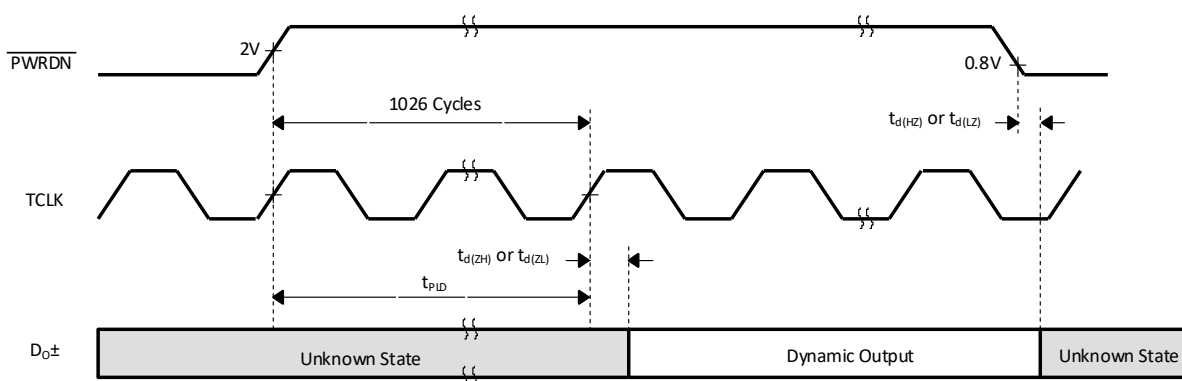 2V
P̅W̅R̅D̅N̅
0.8V
1026 Cycles
td(HZ) or td(LZ)
TCLK
td(ZH) or td(ZL)
tPLD
DO±
Unknown State
Dynamic Output
Unknown State